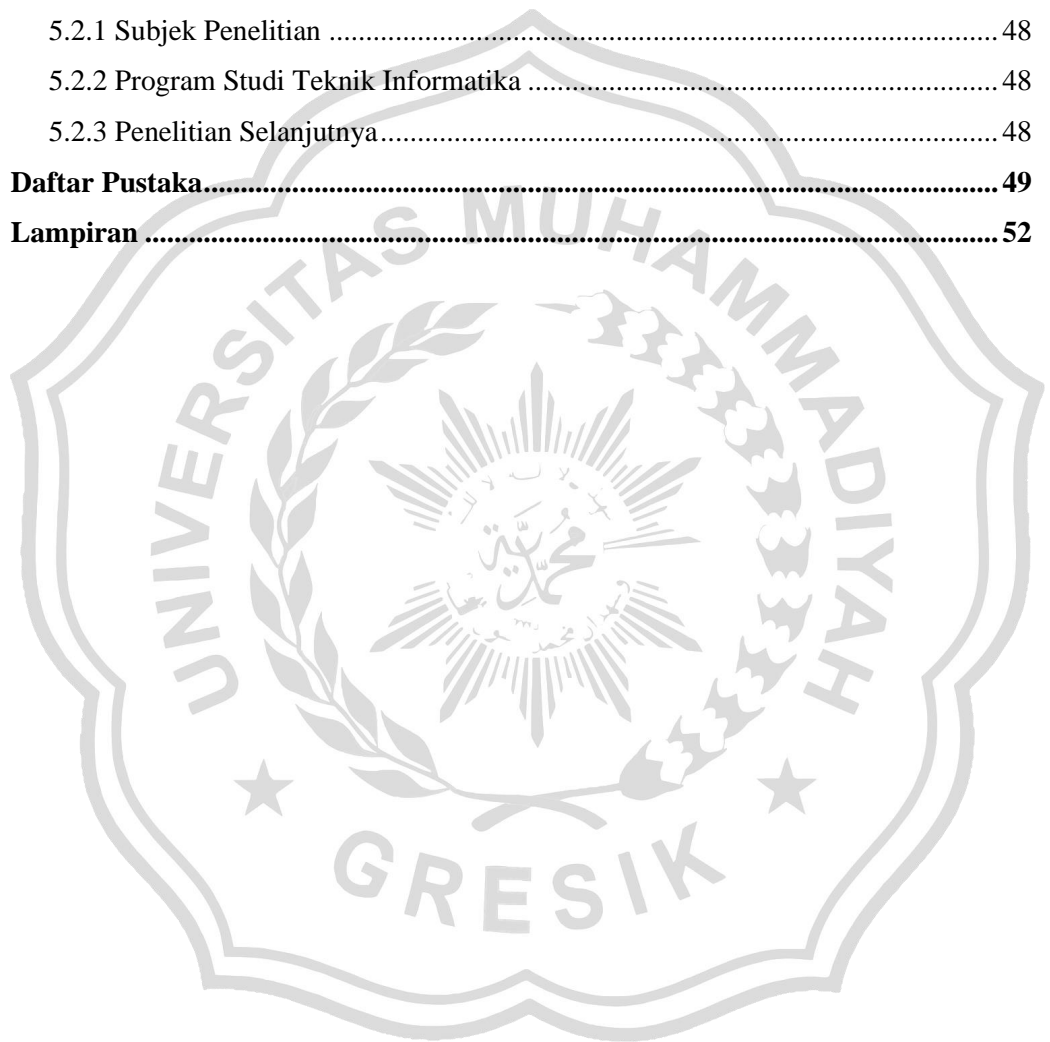 5.2.1 Subjek Penelitian ........................................................................................... 48
5.2.2 Program Studi Teknik Informatika ................................................................ 48
5.2.3 Penelitian Selanjutnya.................................................................................... 48
Daftar Pustaka............................................................................................................ 49
Lampiran .................................................................................................................... 52
UNIVERSITAS MUHAMMADIYAH
محمد
GRESIK